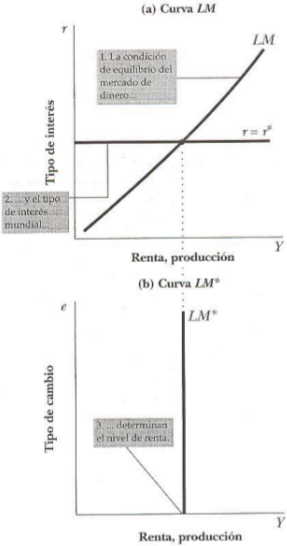 (a) Curva LM
r
LM
1. La condición
de equilibrio del
mercado de
dinero...
r = r*
Tipo de interés
2. ... y el tipo
de interés
mundial...
Y
Renta, producción
(b) Curva LM*
e
LM*
Tipo de cambio
3. ... determinan
el nivel de renta.
Y
Renta, producción